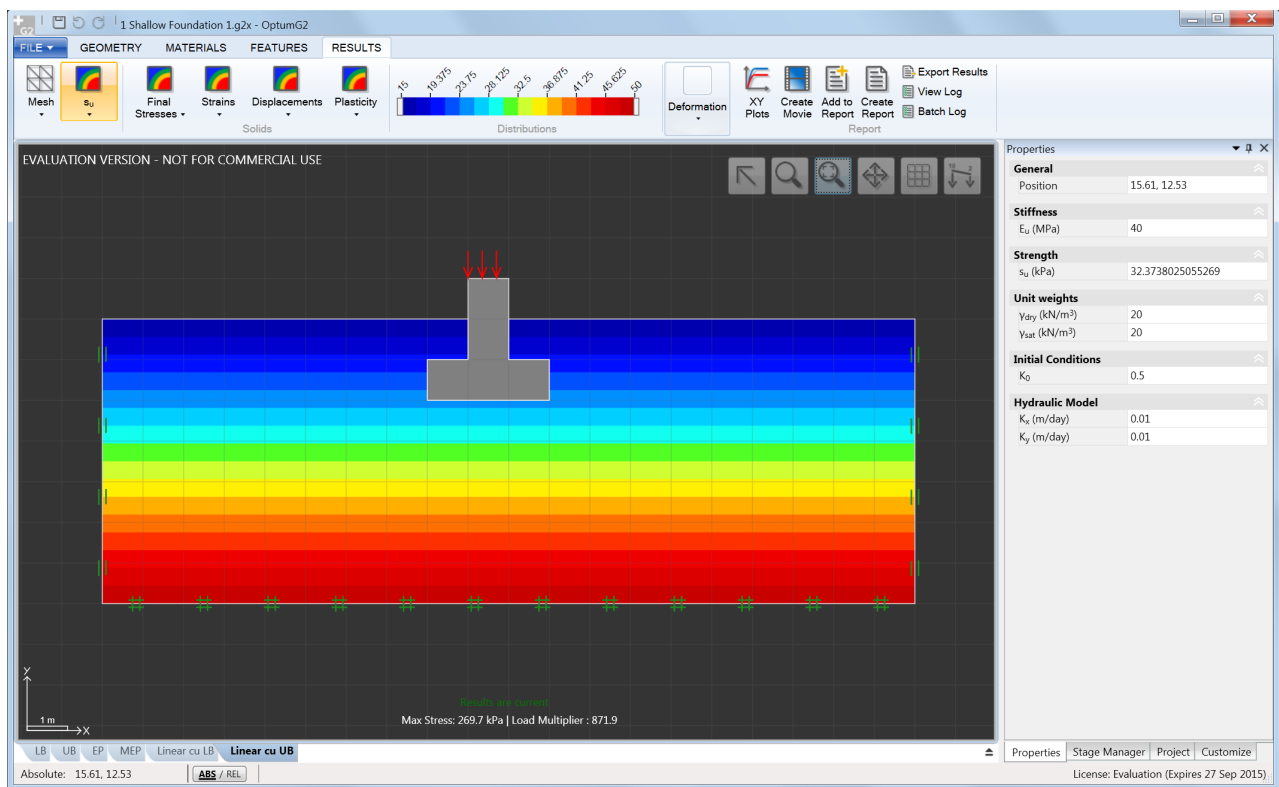 1 Shallow Foundation 1.g2x - OptumG2
G2
FILE GEOMETRY MATERIALS FEATURES RESULTS
Mesh
su
Final Stresses
Strains
Displacements
Plasticity
Solids
15 19.375 23.75 28.125 32.5 36.875 41.25 45.625 50
Distributions
Deformation
XY Plots
Create Movie
Add to Report
Create Report
Export Results
View Log
Batch Log
Report
EVALUATION VERSION - NOT FOR COMMERCIAL USE
Properties
General
Position 15.61, 12.53
Stiffness
Eu (MPa) 40
Strength
su (kPa) 32.3738025055269
Unit weights
γdry (kN/m³) 20
γsat (kN/m³) 20
Initial Conditions
K0 0.5
Hydraulic Model
Kx (m/day) 0.01
Ky (m/day) 0.01
Y
1 m
X
Results are current
Max Stress: 269.7 kPa | Load Multiplier : 871.9
LB UB EP MEP Linear cu LB Linear cu UB
Properties Stage Manager Project Customize
Absolute: 15.61, 12.53 ABS / REL
License: Evaluation (Expires 27 Sep 2015)